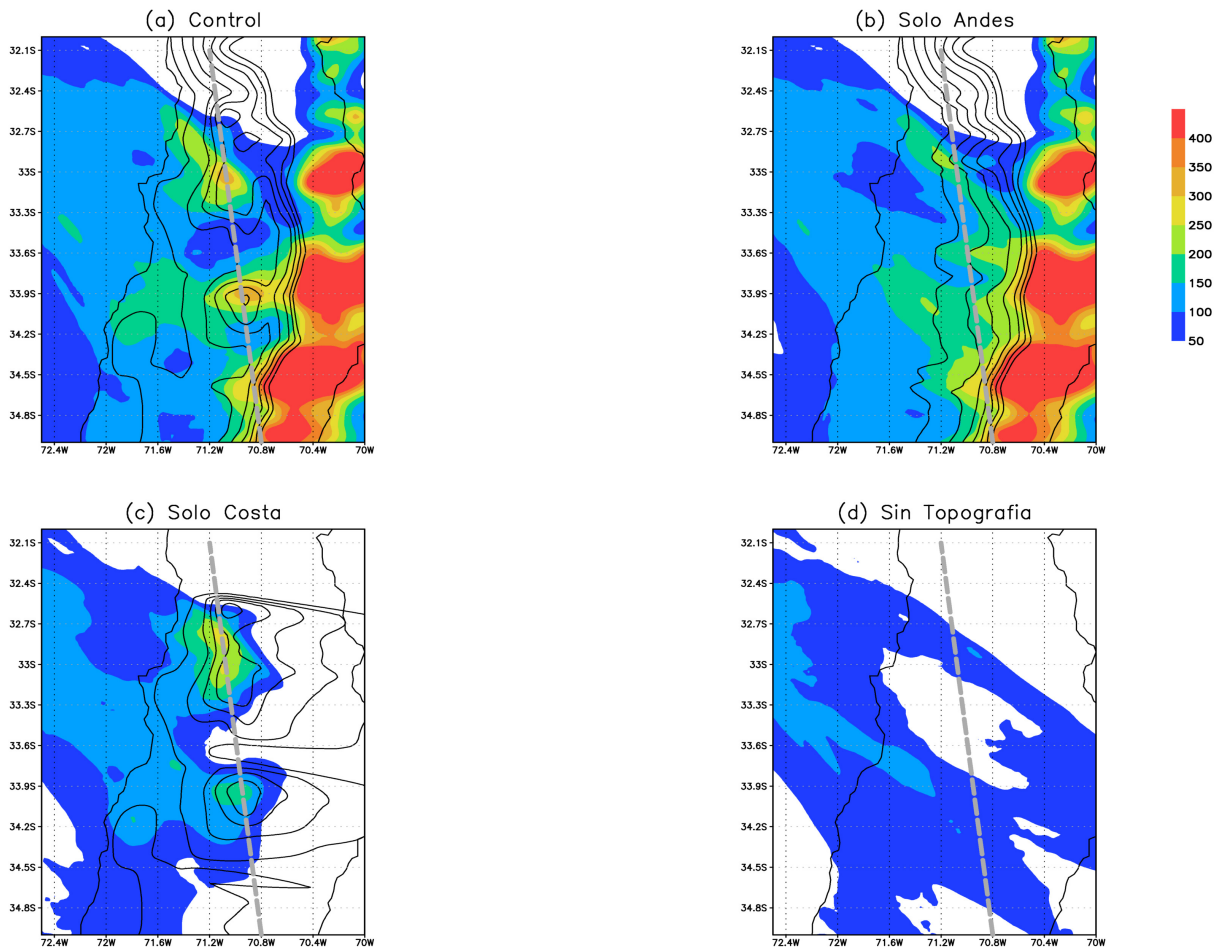 (a) Control
32.1S
32.4S
32.7S
33S
33.3S
33.6S
33.9S
34.2S
34.5S
34.8S
72.4W 72W 71.6W 71.2W 70.8W 70.4W 70W
(b) Solo Andes
32.1S
32.4S
32.7S
33S
33.3S
33.6S
33.9S
34.2S
34.5S
34.8S
72.4W 72W 71.6W 71.2W 70.8W 70.4W 70W
400
350
300
250
200
150
100
50
(c) Solo Costa
32.1S
32.4S
32.7S
33S
33.3S
33.6S
33.9S
34.2S
34.5S
34.8S
72.4W 72W 71.6W 71.2W 70.8W 70.4W 70W
(d) Sin Topografia
32.1S
32.4S
32.7S
33S
33.3S
33.6S
33.9S
34.2S
34.5S
34.8S
72.4W 72W 71.6W 71.2W 70.8W 70.4W 70W